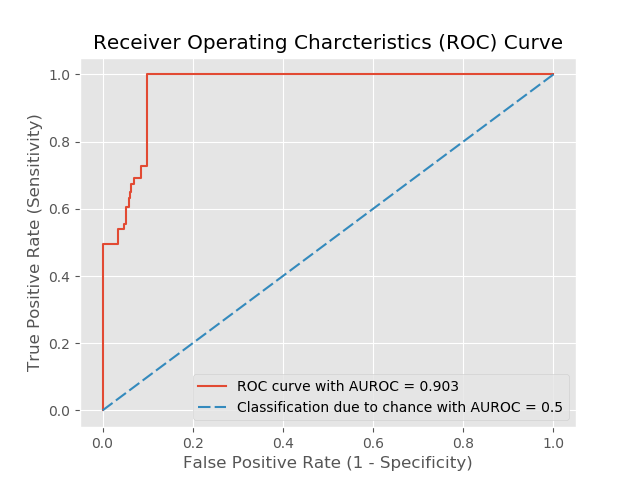 Receiver Operating Charcteristics (ROC) Curve
1.0
0.8
0.6
0.4
0.2
0.0
True Positive Rate (Sensitivity)
ROC curve with AUROC = 0.903
Classification due to chance with AUROC = 0.5
0.0 0.2 0.4 0.6 0.8 1.0
False Positive Rate (1 - Specificity)